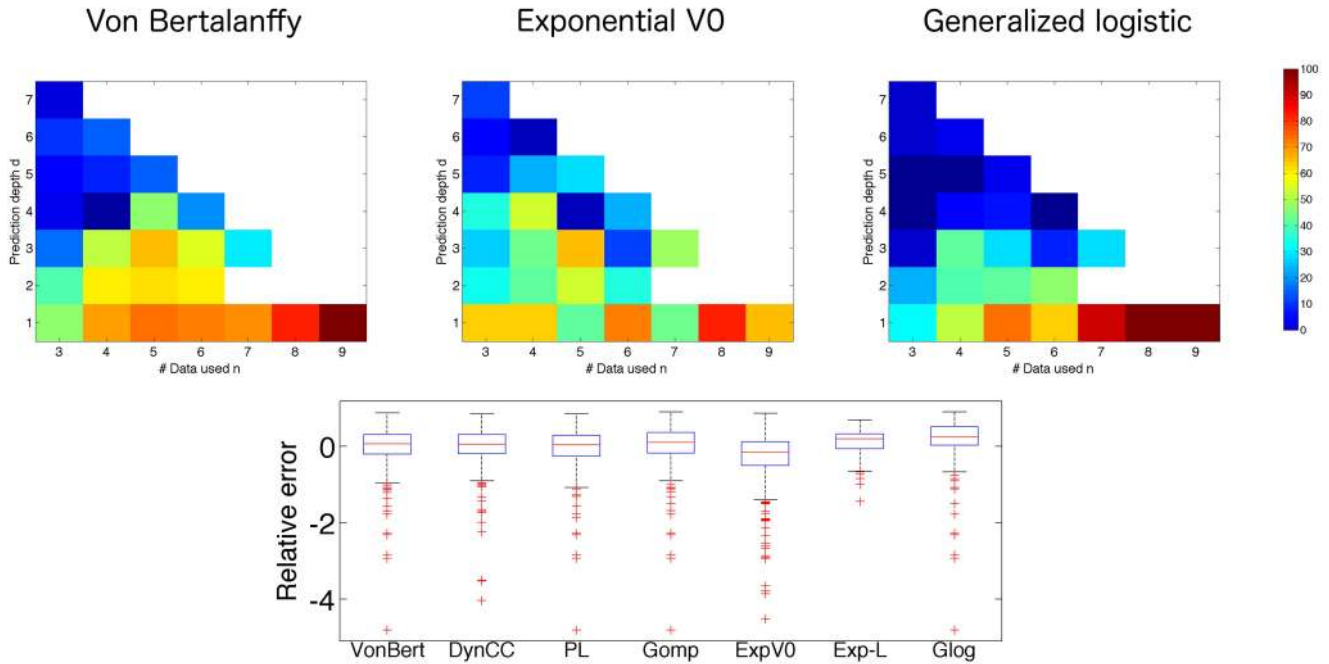 Von Bertalanffy
Exponential V0
Generalized logistic
Prediction depth d
7
6
5
4
3
2
1
3 4 5 6 7 8 9
# Data used n
Prediction depth d
7
6
5
4
3
2
1
3 4 5 6 7 8 9
# Data used n
Prediction depth d
7
6
5
4
3
2
1
3 4 5 6 7 8 9
# Data used n
100
90
80
70
60
50
40
30
20
10
0
Relative error
0
-2
-4
VonBert DynCC PL Gomp ExpV0 Exp-L Glog